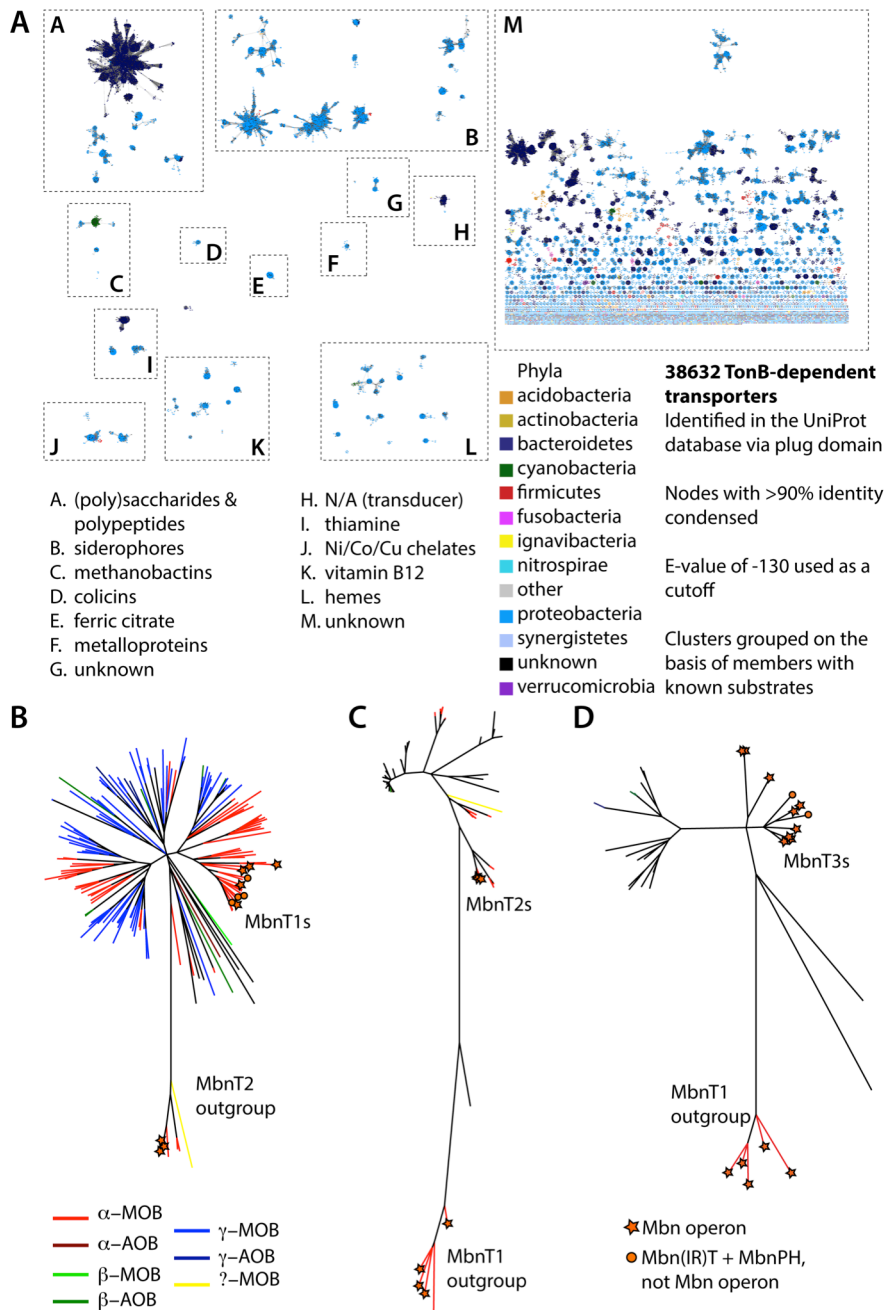 A
A
B
M
C
D
E
F
G
H
I
J
K
L
A. (poly)saccharides &
polypeptides
B. siderophores
C. methanobactins
D. colicins
E. ferric citrate
F. metalloproteins
G. unknown
H. N/A (transducer)
I. thiamine
J. Ni/Co/Cu chelates
K. vitamin B12
L. hemes
M. unknown
Phyla
acidobacteria
actinobacteria
bacteroidetes
cyanobacteria
firmicutes
fusobacteria
ignavibacteria
nitrospirae
other
proteobacteria
synergistetes
unknown
verrucomicrobia
38632 TonB-dependent
transporters
Identified in the UniProt
database via plug domain
Nodes with >90% identity
condensed
E-value of -130 used as a
cutoff
Clusters grouped on the
basis of members with
known substrates
B
MbnT1s
MbnT2
outgroup
α-MOB
α-AOB
β-MOB
β-AOB
γ-MOB
γ-AOB
?-MOB
C
MbnT2s
MbnT1
outgroup
D
MbnT3s
MbnT1
outgroup
Mbn operon
Mbn(IR)T + MbnPH,
not Mbn operon